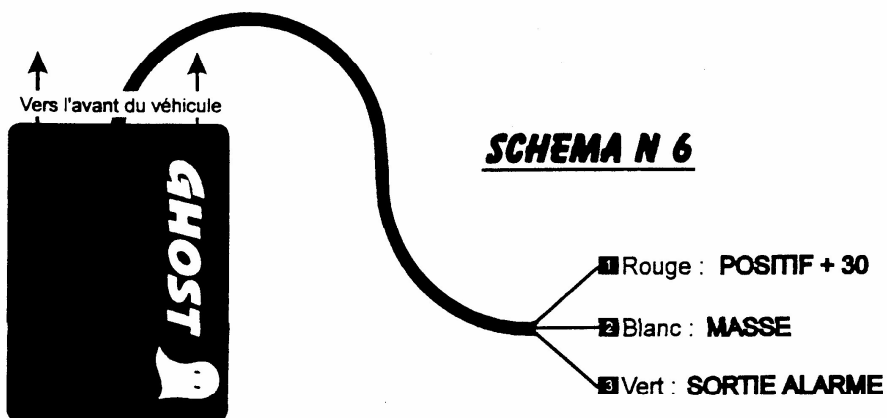 Vers l'avant du véhicule
GHOST
SCHEMA N 6
1 Rouge : POSITIF + 30
2 Blanc : MASSE
3 Vert : SORTIE ALARME